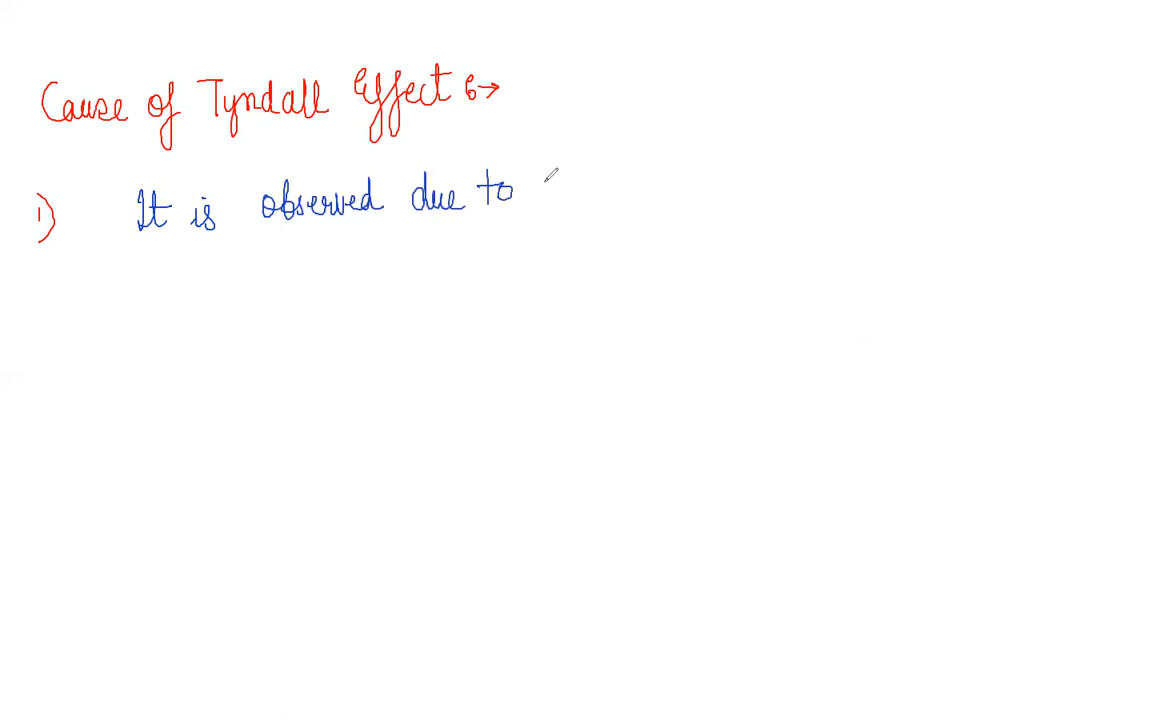 Cause of Tyndall Effect :→
1) It is observed due to